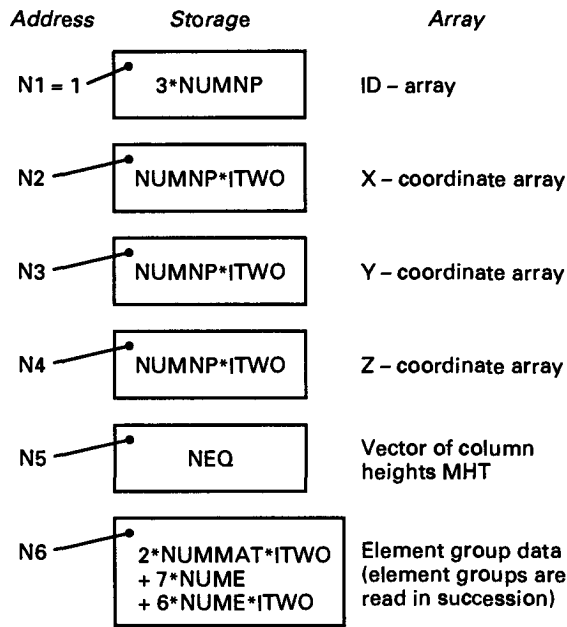 Address Storage Array
N1 = 1 3*NUMNP ID – array
N2 NUMNP*ITWO X – coordinate array
N3 NUMNP*ITWO Y – coordinate array
N4 NUMNP*ITWO Z – coordinate array
N5 NEQ Vector of column
heights MHT
N6 2*NUMMAT*ITWO Element group data
+ 7*NUME (element groups are
+ 6*NUME*ITWO read in succession)